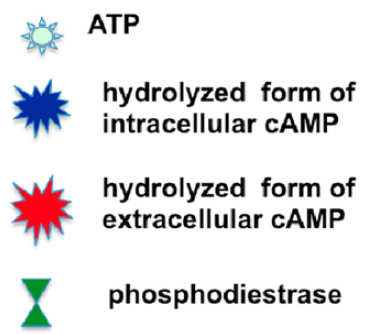 ATP
hydrolyzed form of
intracellular cAMP
hydrolyzed form of
extracellular cAMP
phosphodiestrase